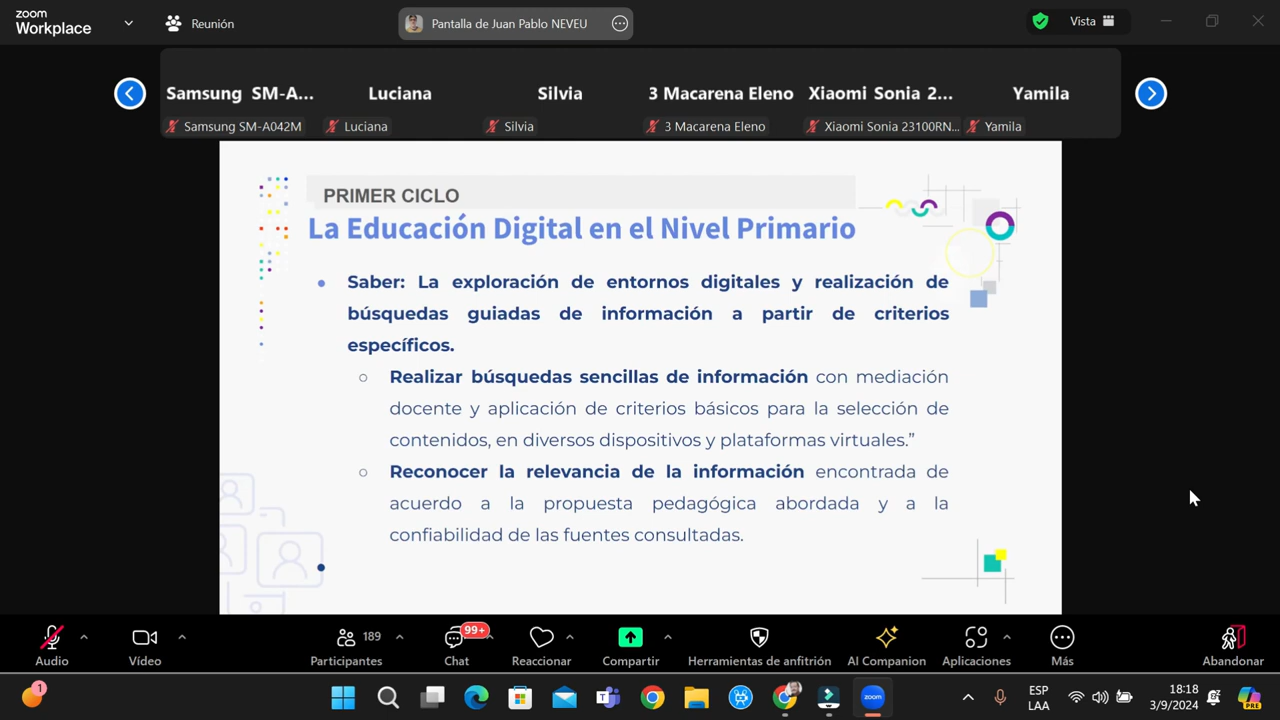 zoom
Workplace
Reunión
Pantalla de Juan Pablo NEVEU
Vista
Samsung SM-A...
Luciana
Silvia
3 Macarena Eleno
Xiaomi Sonia 2...
Yamila
Samsung SM-A042M
Luciana
Silvia
3 Macarena Eleno
Xiaomi Sonia 23100RN...
Yamila
PRIMER CICLO
La Educación Digital en el Nivel Primario
Saber: La exploración de entornos digitales y realización de
búsquedas guiadas de información a partir de criterios
específicos.
Realizar búsquedas sencillas de información con mediación
docente y aplicación de criterios básicos para la selección de
contenidos, en diversos dispositivos y plataformas virtuales.”
Reconocer la relevancia de la información encontrada de
acuerdo a la propuesta pedagógica abordada y a la
confiabilidad de las fuentes consultadas.
189
99+
Audio
Vídeo
Participantes
Chat
Reaccionar
Compartir
Herramientas de anfitrión
AI Companion
Aplicaciones
Más
Abandonar
1
zoom
ESP
LAA
18:18
3/9/2024
PRE